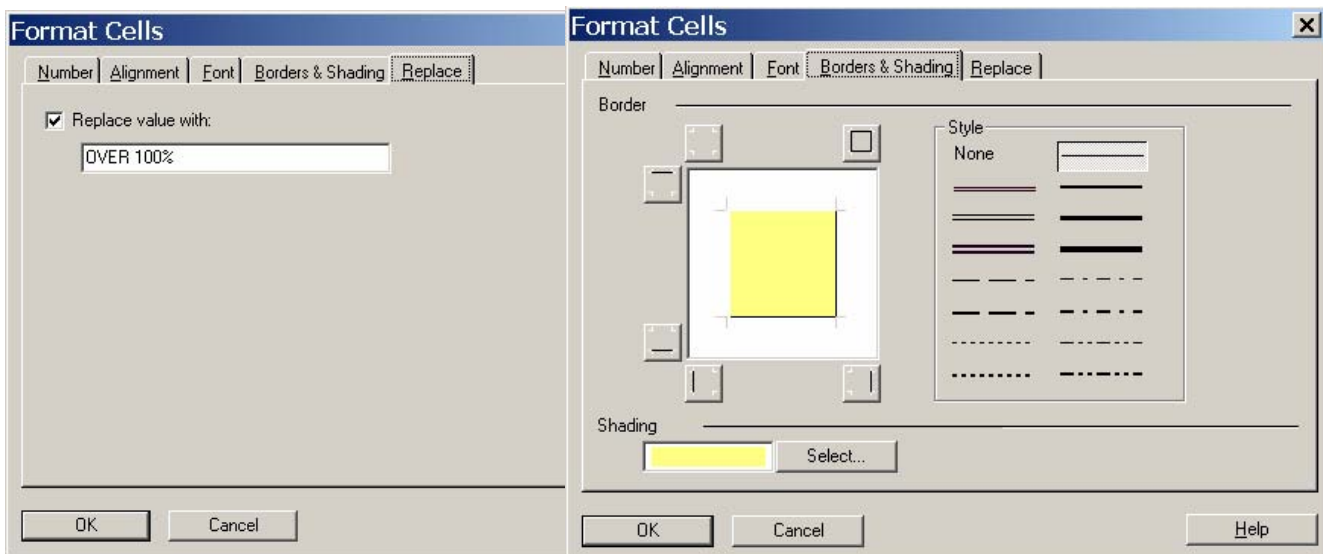 Format Cells
Number Alignment Font Borders & Shading Replace
Replace value with:
OVER 100%
OK Cancel
Format Cells
Number Alignment Font Borders & Shading Replace
Border
Style
None
Shading
Select...
OK Cancel Help